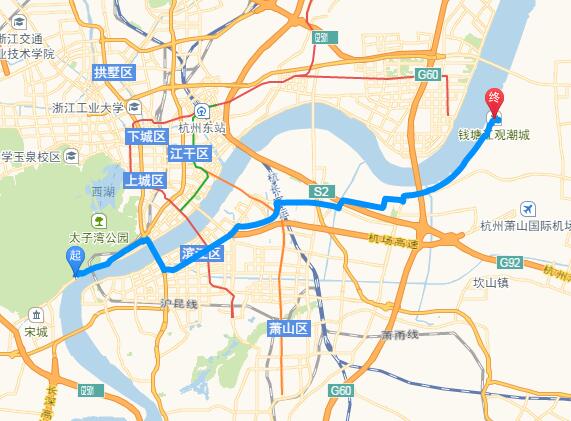 浙江交通
业技术学院
G2501
G60
拱墅区
浙江工业大学
杭州东站
终
钱塘江观潮城
下城区
江干区
学玉泉校区
上城区
西湖
S2
太子湾公园
杭州萧山国际机场
起
滨江区
机场高速
G92
杭州
坎山镇
沪昆线
宋城
萧山区
萧甬线
G60
长深高